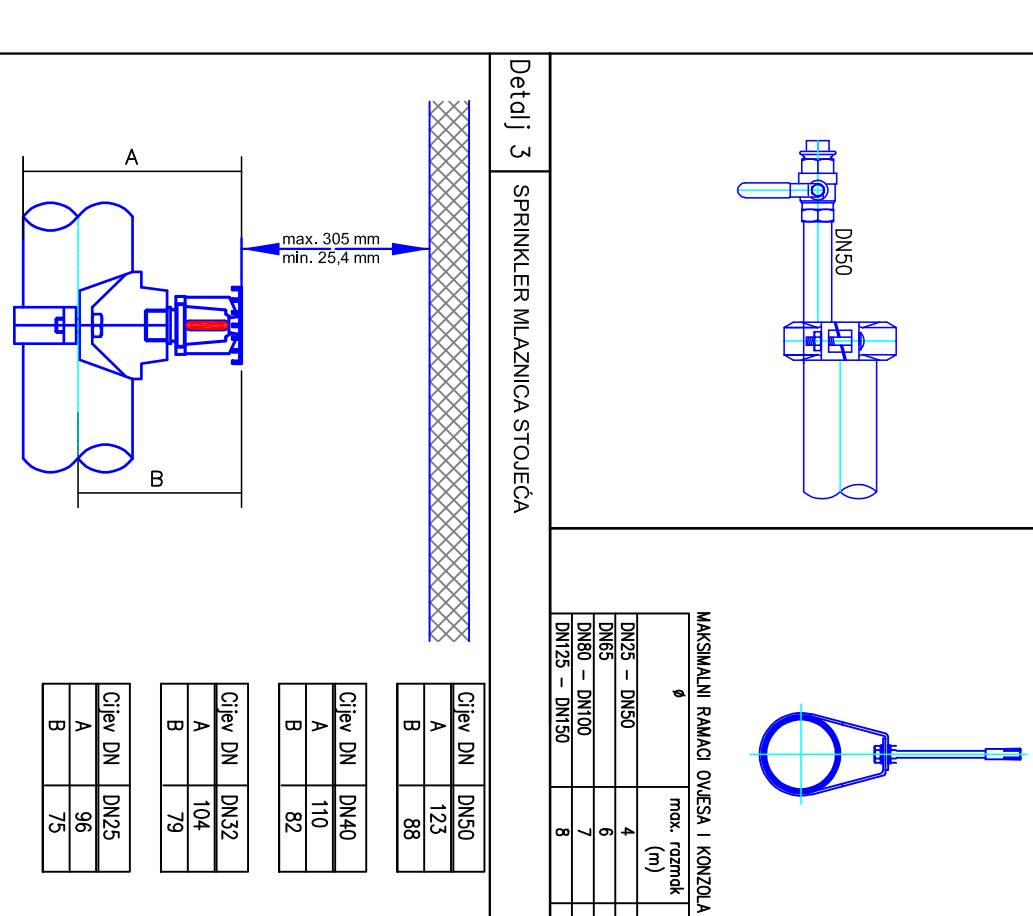 DN50
MAKSIMALNI RAMACI OVJESA I KONZOLA
ø max. razmak (m)
DN25 – DN50 4
DN65 6
DN80 – DN100 7
DN125 – DN150 8
Detalj 3 SPRINKLER MLAZNICA STOJEĆA
max. 305 mm
min. 25,4 mm
A
B
Cijev DN DN50
A 123
B 88
Cijev DN DN40
A 110
B 82
Cijev DN DN32
A 104
B 79
Cijev DN DN25
A 96
B 75